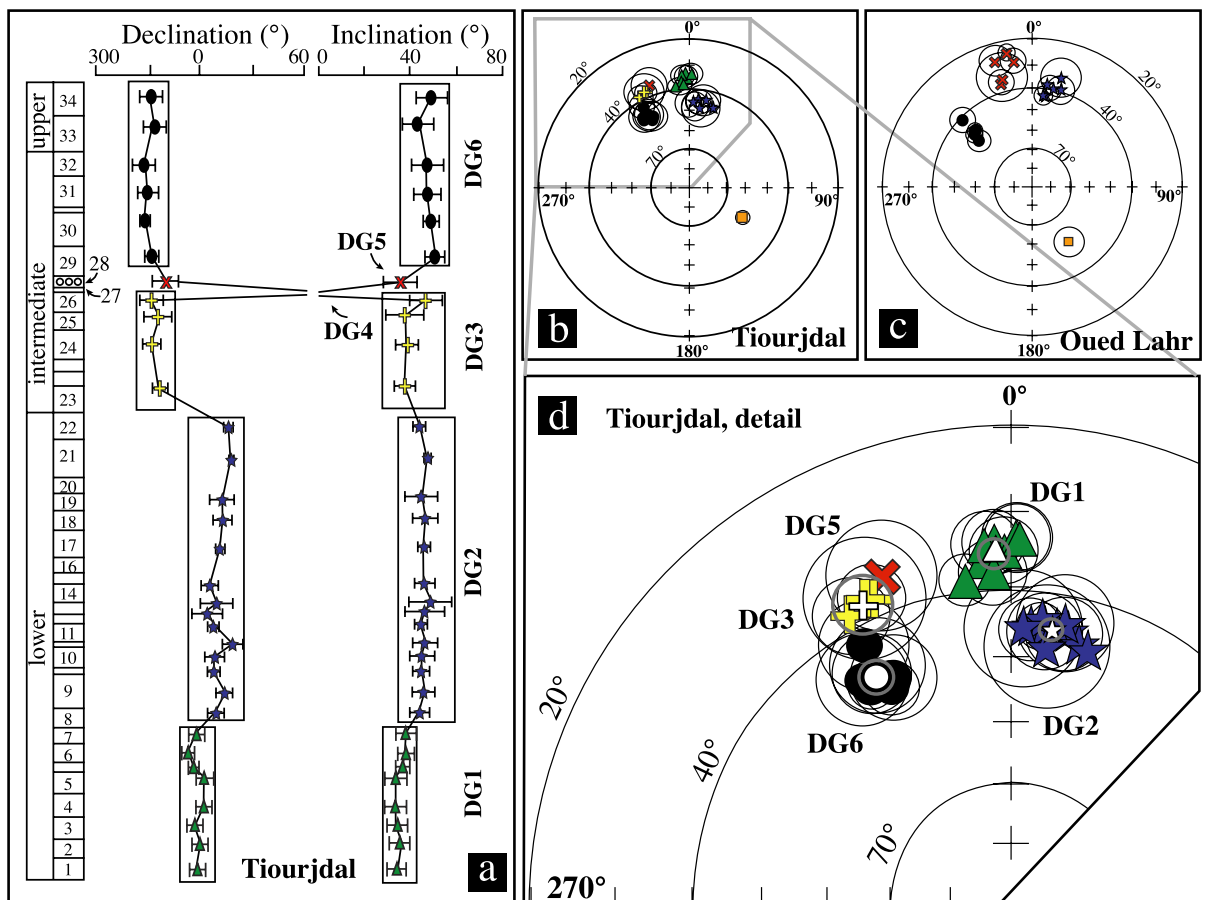 Declination (°)
Inclination (°)
300
0
60
0
40
80
upper
intermediate
lower
34
33
32
31
30
29
28
27
26
25
24
23
22
21
20
19
18
17
16
14
11
10
9
8
7
6
5
4
3
2
1
DG6
DG5
DG4
DG3
DG2
DG1
Tiourjdal
a
0°
20°
40°
70°
270°
90°
180°
b
Tiourjdal
0°
20°
40°
70°
270°
90°
180°
c
Oued Lahr
d
Tiourjdal, detail
0°
DG1
DG5
DG3
DG6
DG2
20°
40°
70°
270°